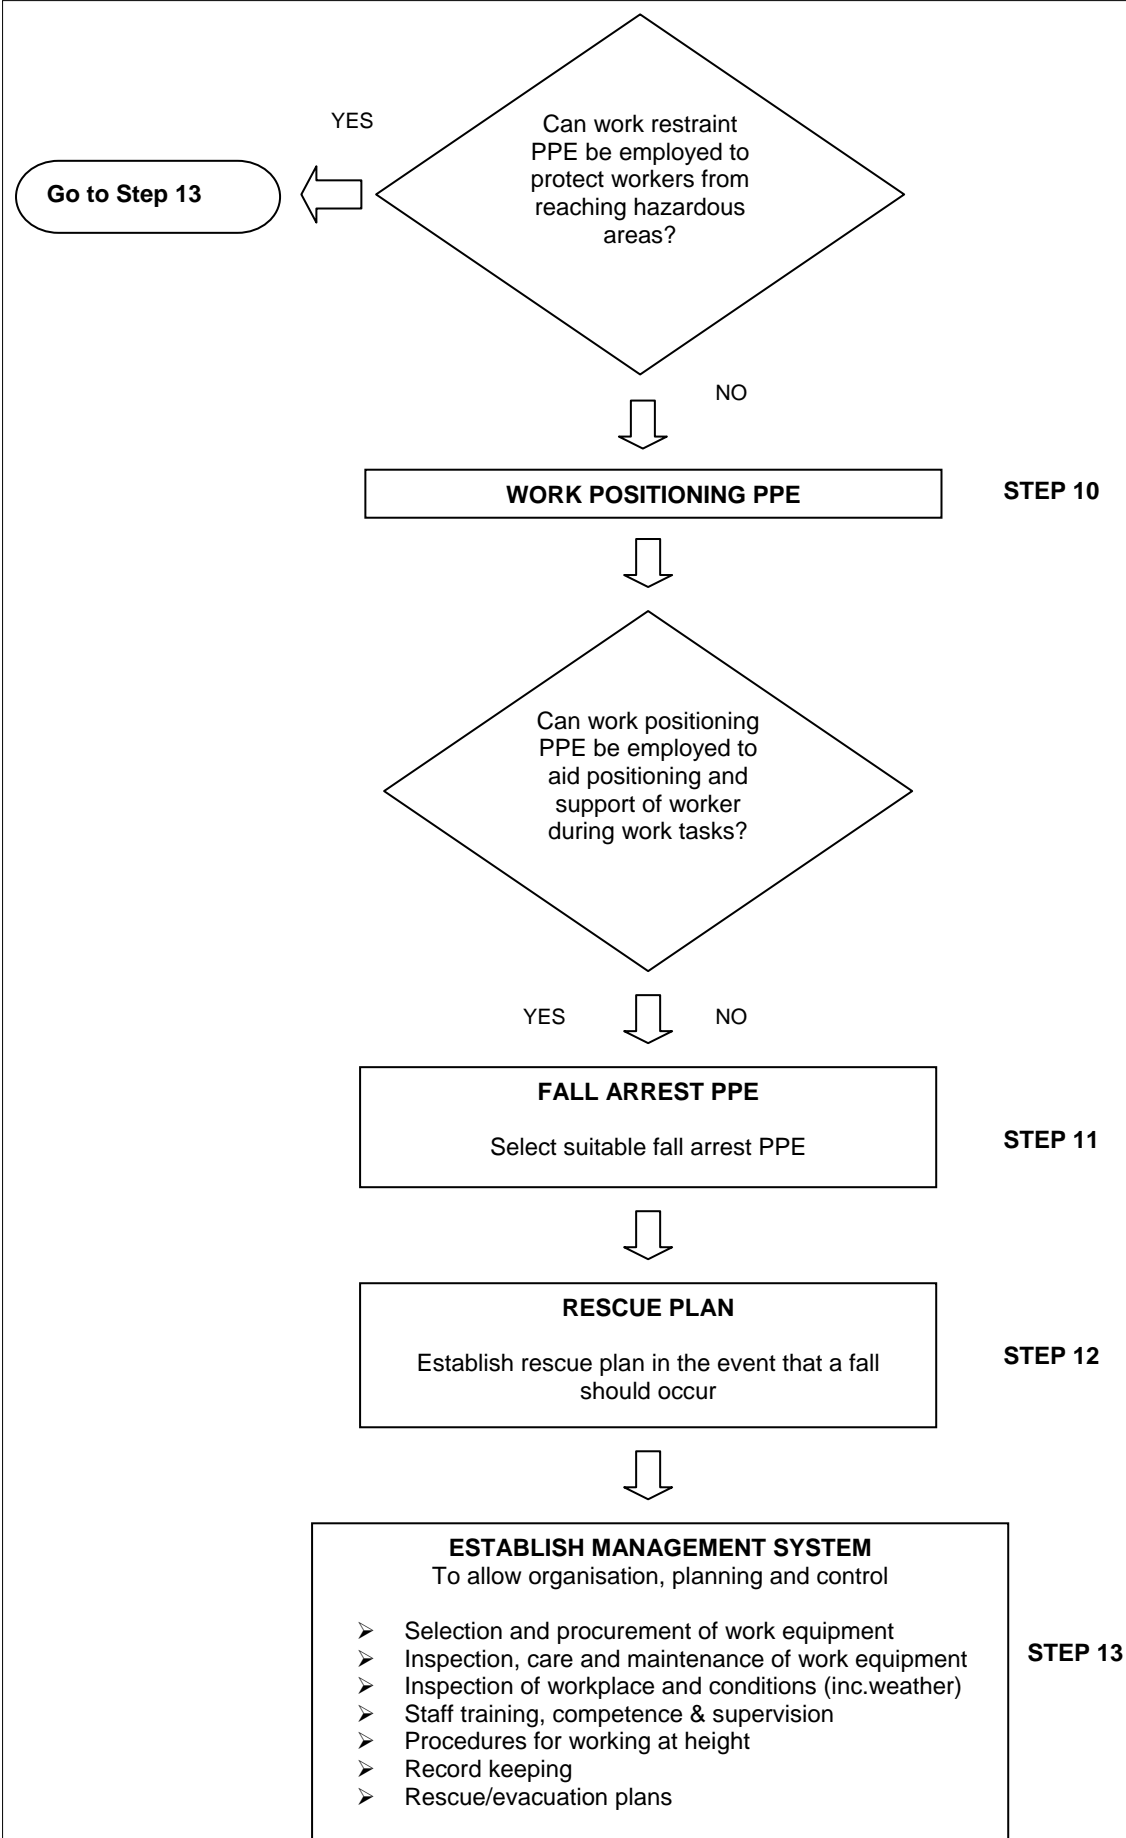 YES
Can work restraint
PPE be employed to
protect workers from
reaching hazardous
areas?
Go to Step 13
NO
WORK POSITIONING PPE
STEP 10
Can work positioning
PPE be employed to
aid positioning and
support of worker
during work tasks?
YES
NO
FALL ARREST PPE
Select suitable fall arrest PPE
STEP 11
RESCUE PLAN
Establish rescue plan in the event that a fall
should occur
STEP 12
ESTABLISH MANAGEMENT SYSTEM
To allow organisation, planning and control
➢ Selection and procurement of work equipment
➢ Inspection, care and maintenance of work equipment
➢ Inspection of workplace and conditions (inc.weather)
➢ Staff training, competence & supervision
➢ Procedures for working at height
➢ Record keeping
➢ Rescue/evacuation plans
STEP 13